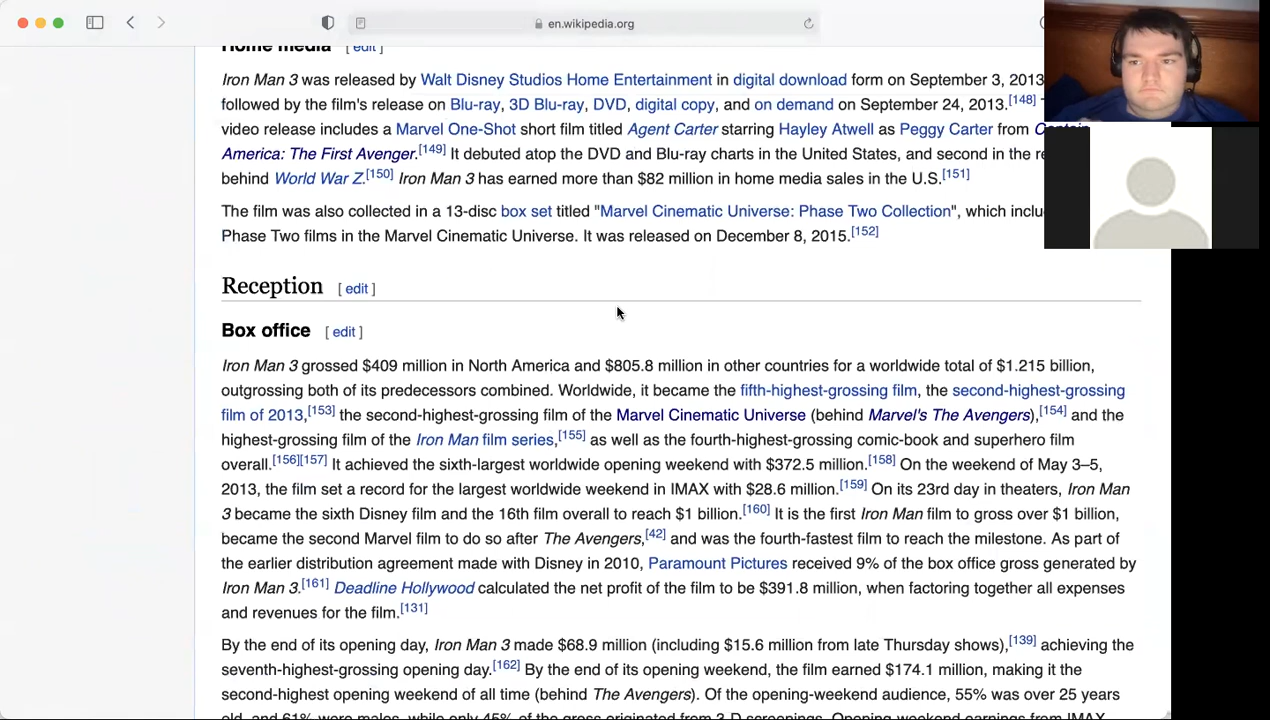 en.wikipedia.org
Home media [ edit ]
Iron Man 3 was released by Walt Disney Studios Home Entertainment in digital download form on September 3, 2013
followed by the film's release on Blu-ray, 3D Blu-ray, DVD, digital copy, and on demand on September 24, 2013.[148]
video release includes a Marvel One-Shot short film titled Agent Carter starring Hayley Atwell as Peggy Carter from Captain
America: The First Avenger.[149] It debuted atop the DVD and Blu-ray charts in the United States, and second in the re
behind World War Z.[150] Iron Man 3 has earned more than $82 million in home media sales in the U.S.[151]
The film was also collected in a 13-disc box set titled "Marvel Cinematic Universe: Phase Two Collection", which inclu
Phase Two films in the Marvel Cinematic Universe. It was released on December 8, 2015.[152]
Reception [ edit ]
Box office [ edit ]
Iron Man 3 grossed $409 million in North America and $805.8 million in other countries for a worldwide total of $1.215 billion,
outgrossing both of its predecessors combined. Worldwide, it became the fifth-highest-grossing film, the second-highest-grossing
film of 2013,[153] the second-highest-grossing film of the Marvel Cinematic Universe (behind Marvel's The Avengers),[154] and the
highest-grossing film of the Iron Man film series,[155] as well as the fourth-highest-grossing comic-book and superhero film
overall.[156][157] It achieved the sixth-largest worldwide opening weekend with $372.5 million.[158] On the weekend of May 3–5,
2013, the film set a record for the largest worldwide weekend in IMAX with $28.6 million.[159] On its 23rd day in theaters, Iron Man
3 became the sixth Disney film and the 16th film overall to reach $1 billion.[160] It is the first Iron Man film to gross over $1 billion,
became the second Marvel film to do so after The Avengers,[42] and was the fourth-fastest film to reach the milestone. As part of
the earlier distribution agreement made with Disney in 2010, Paramount Pictures received 9% of the box office gross generated by
Iron Man 3.[161] Deadline Hollywood calculated the net profit of the film to be $391.8 million, when factoring together all expenses
and revenues for the film.[131]
By the end of its opening day, Iron Man 3 made $68.9 million (including $15.6 million from late Thursday shows),[139] achieving the
seventh-highest-grossing opening day.[162] By the end of its opening weekend, the film earned $174.1 million, making it the
second-highest opening weekend of all time (behind The Avengers). Of the opening-weekend audience, 55% was over 25 years
old, and 61% were males, while only 45% of the gross originated from 3-D screenings. Opening weekend earnings from IMAX